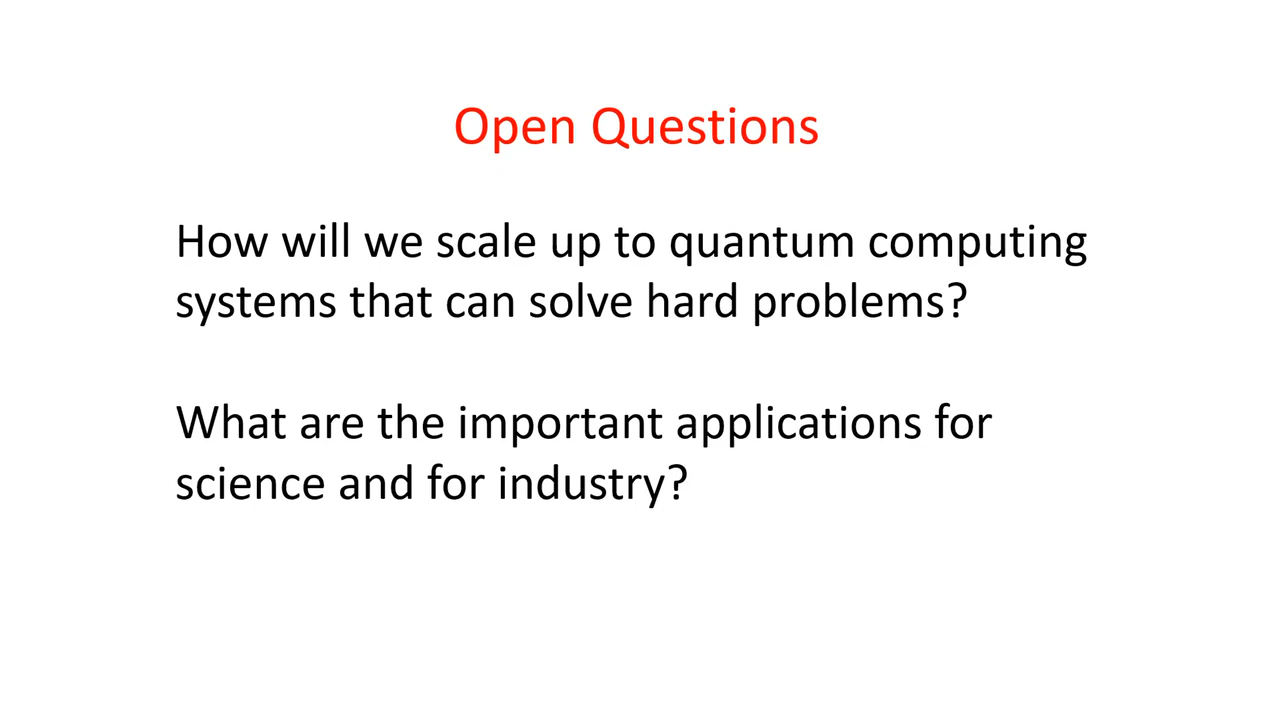 Open Questions
How will we scale up to quantum computing
systems that can solve hard problems?
What are the important applications for
science and for industry?